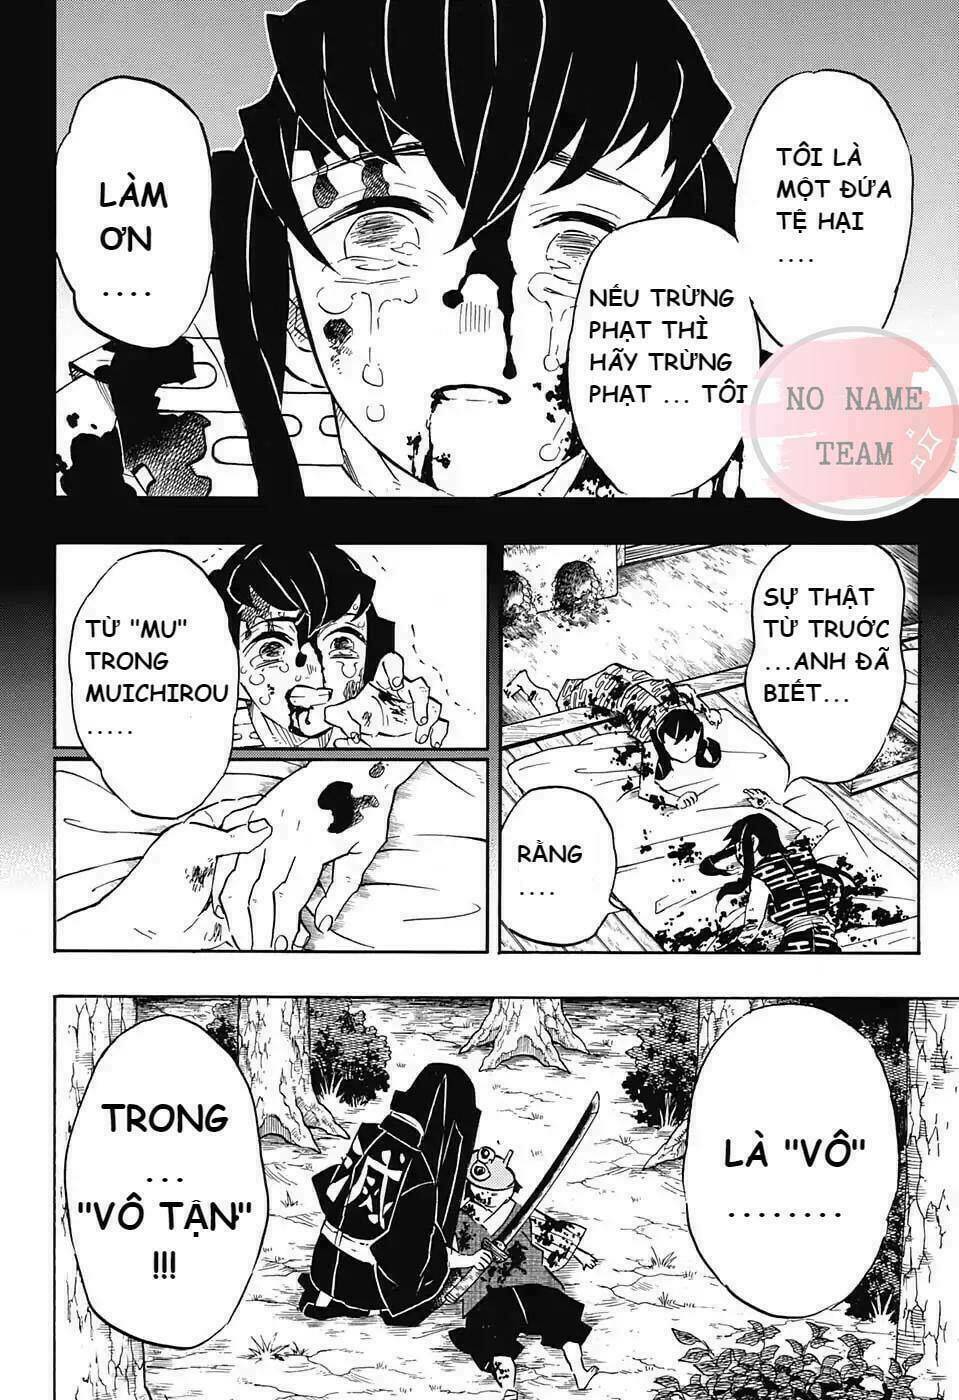 TÔI LÀ
MỘT ĐỨA
TỆ HẠI
....
NẾU TRỪNG
PHẠT THÌ
HÃY TRỪNG
PHẠT ... TÔI
LÀM
ƠN
....
NO NAME
TEAM
SỰ THẬT
TỪ TRƯỚC
...ANH ĐÃ
BIẾT...
RẰNG
....
TỪ "MU"
TRONG
MUICHIROU
.....
LÀ "VÔ"
........
TRONG
...
"VÔ TẬN"
!!!